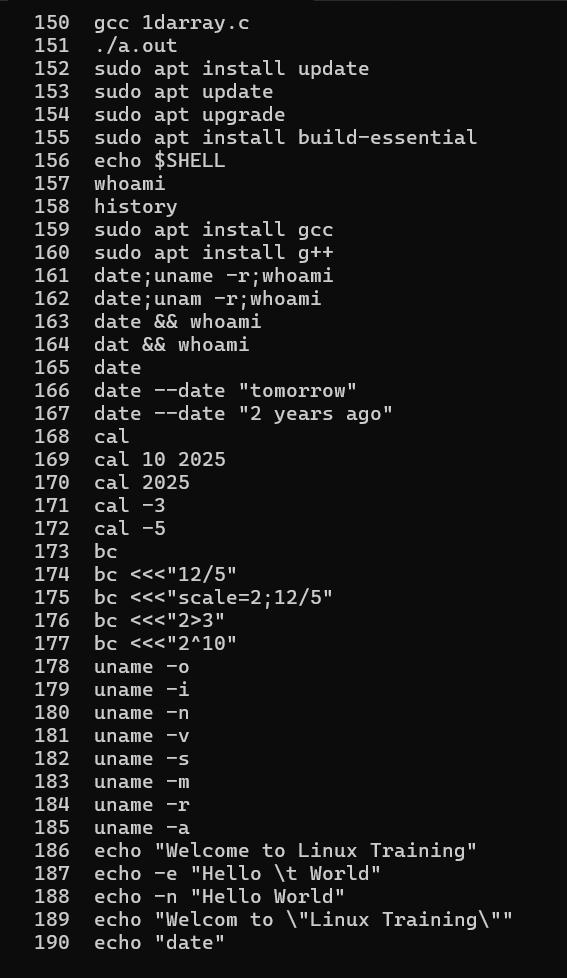 150 gcc 1darray.c
151 ./a.out
152 sudo apt install update
153 sudo apt update
154 sudo apt upgrade
155 sudo apt install build-essential
156 echo $SHELL
157 whoami
158 history
159 sudo apt install gcc
160 sudo apt install g++
161 date;uname -r;whoami
162 date;unam -r;whoami
163 date && whoami
164 dat && whoami
165 date
166 date --date "tomorrow"
167 date --date "2 years ago"
168 cal
169 cal 10 2025
170 cal 2025
171 cal -3
172 cal -5
173 bc
174 bc <<<"12/5"
175 bc <<<"scale=2;12/5"
176 bc <<<"2>3"
177 bc <<<"2^10"
178 uname -o
179 uname -i
180 uname -n
181 uname -v
182 uname -s
183 uname -m
184 uname -r
185 uname -a
186 echo "Welcome to Linux Training"
187 echo -e "Hello \t World"
188 echo -n "Hello World"
189 echo "Welcom to \"Linux Training\""
190 echo "date"